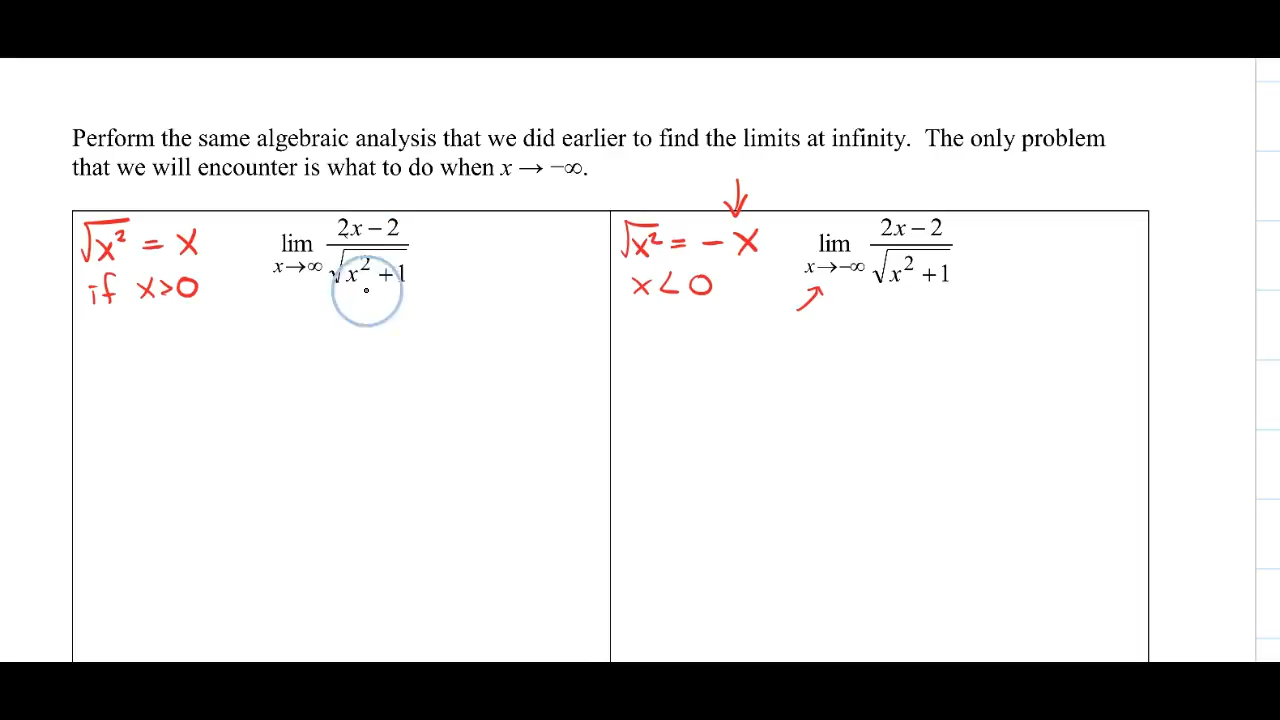 Perform the same algebraic analysis that we did earlier to find the limits at infinity. The only problem
that we will encounter is what to do when x → −∞.
√x² = x
if x>0
lim x→∞ (2x − 2)/√(x² + 1)
√x² = − x
x < 0
lim x→−∞ (2x − 2)/√(x² + 1)